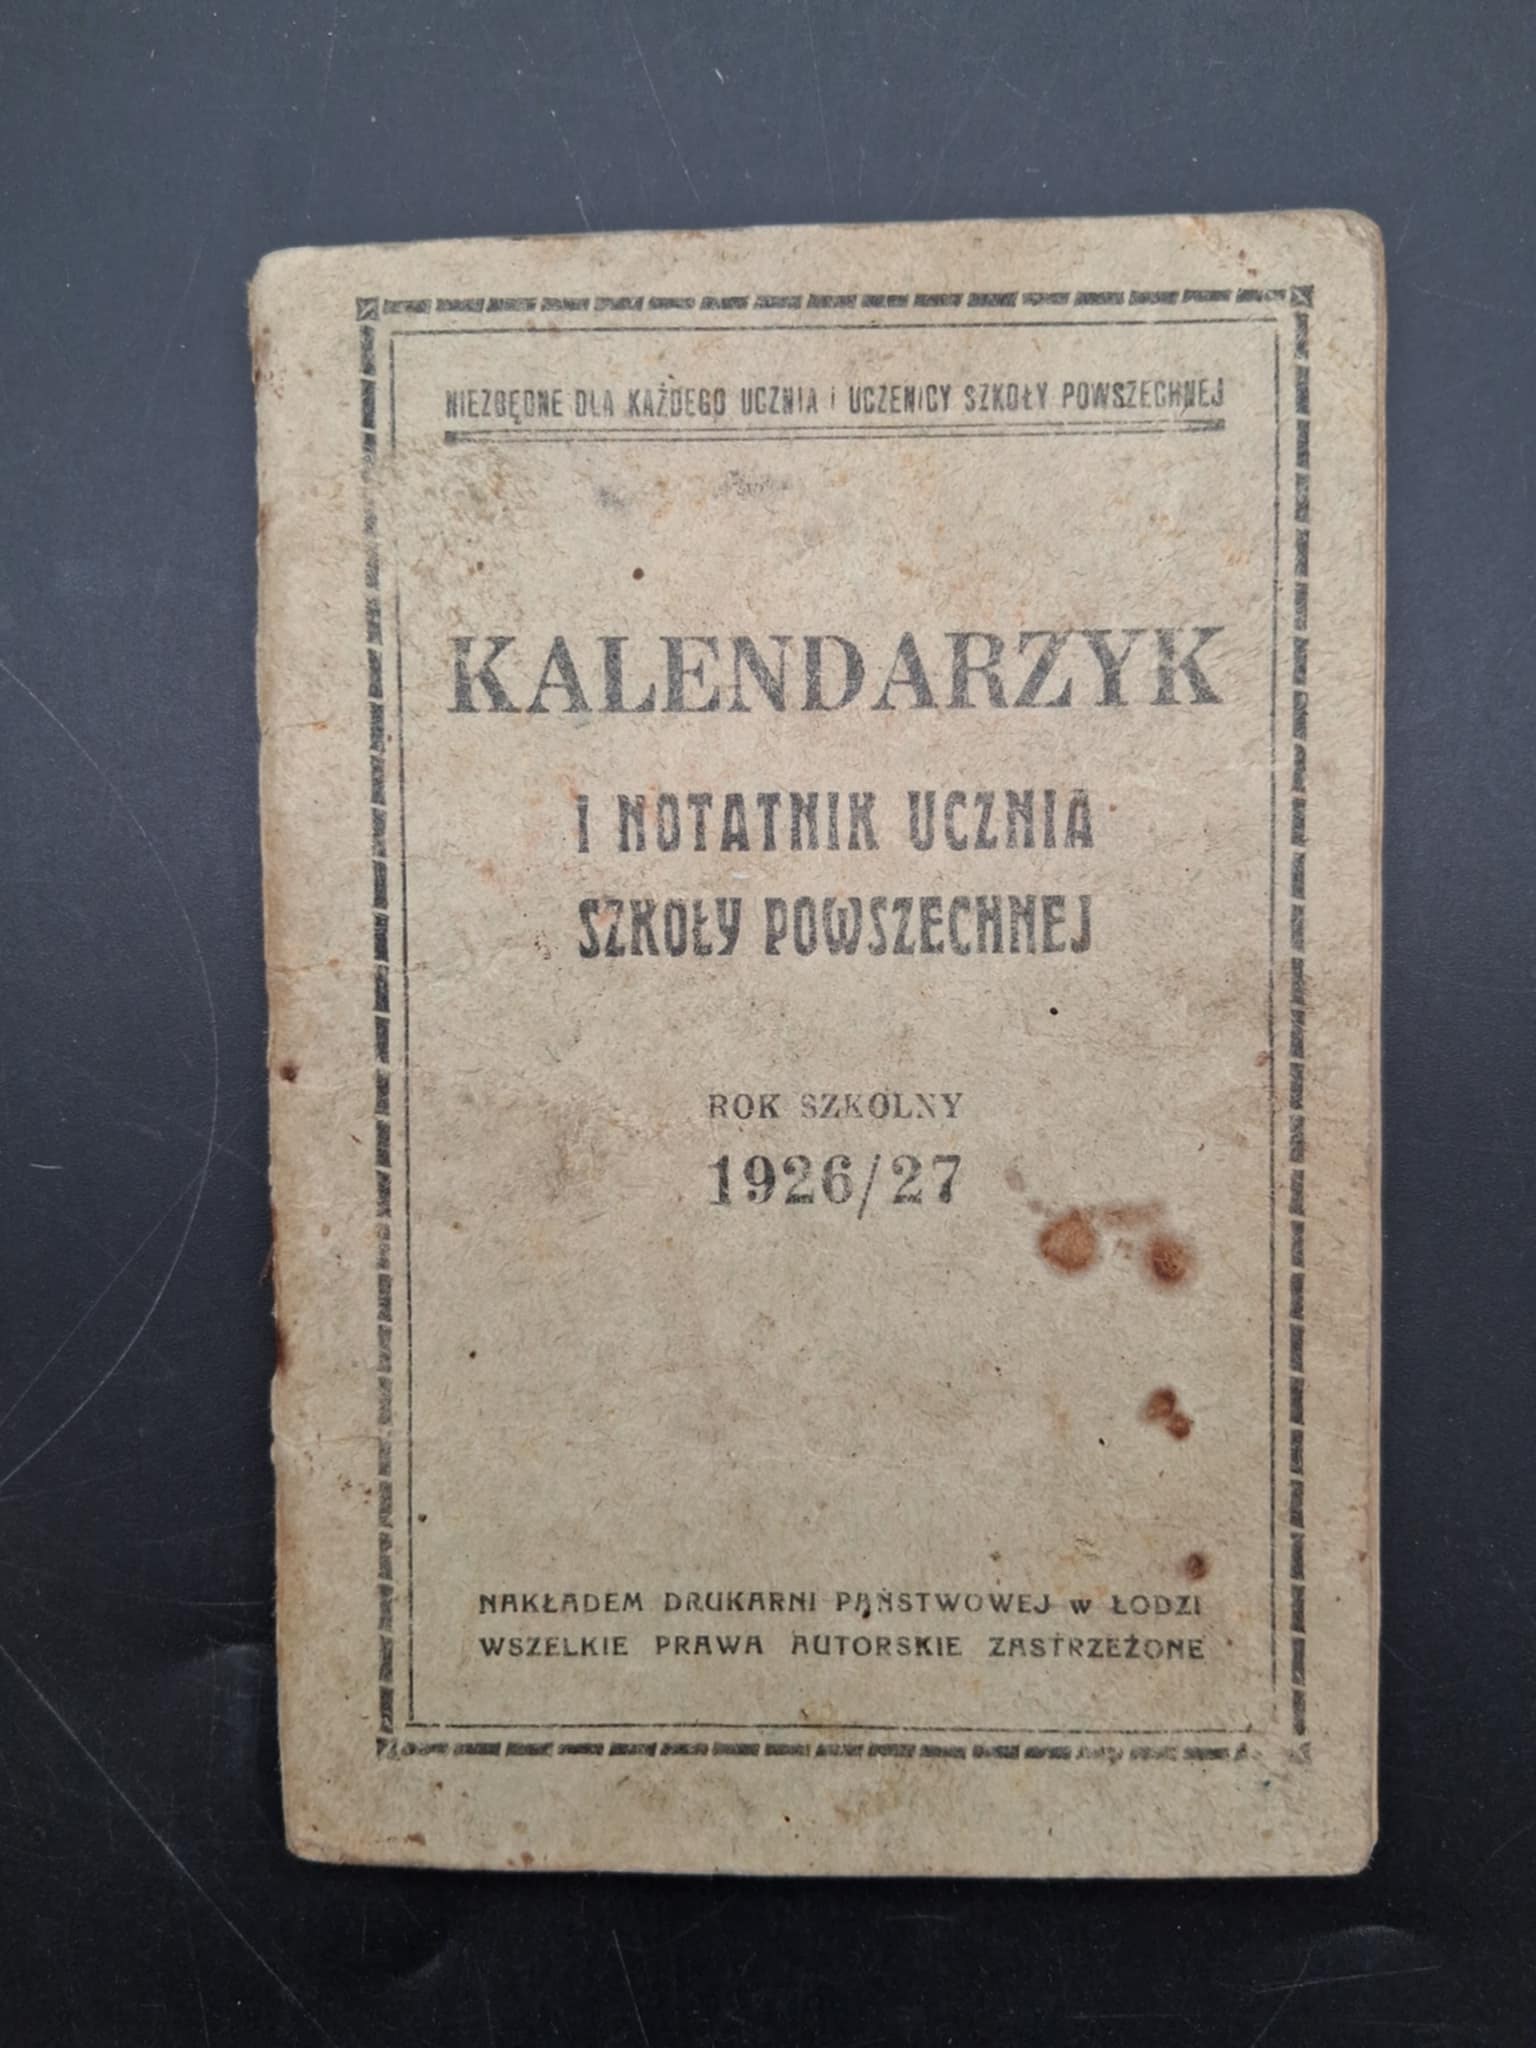 NIEZBĘDNE DLA KAŻDEGO UCZNIA i UCZENICY SZKOŁY POWSZECHNEJ
KALENDARZYK
I NOTATNIK UCZNIA
SZKOŁY POWSZECHNEJ
ROK SZKOLNY
1926/27
NAKŁADEM DRUKARNI PAŃSTWOWEJ w ŁODZI
WSZELKIE PRAWA AUTORSKIE ZASTRZEŻONE